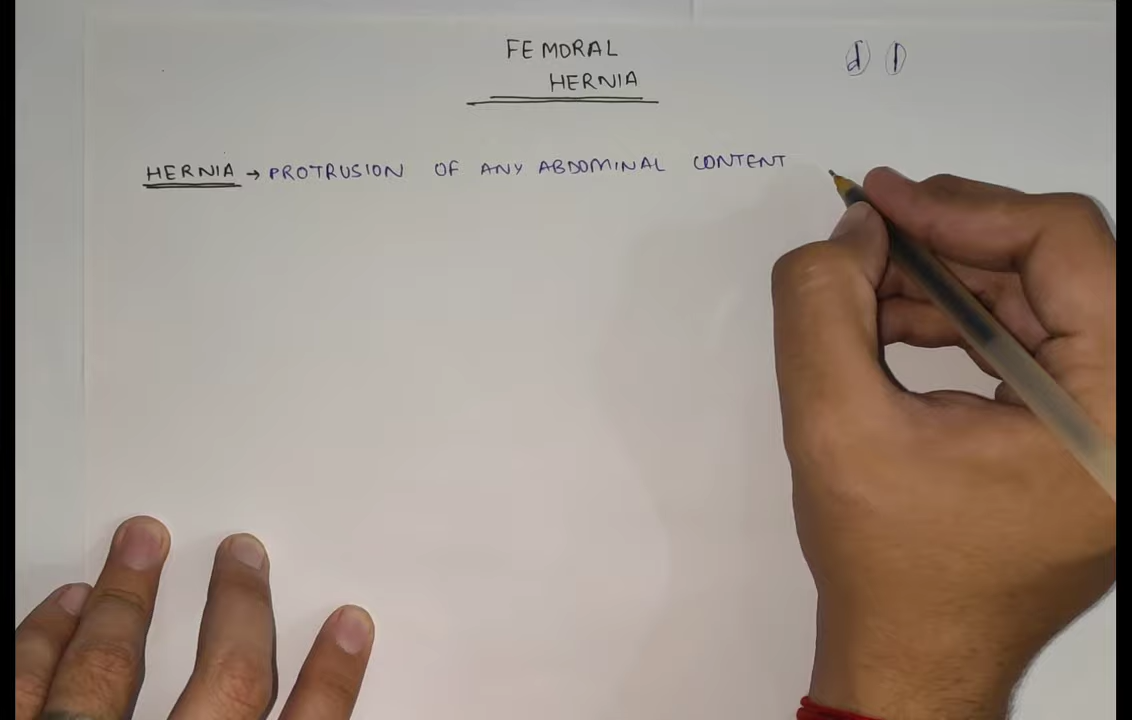 FEMORAL
HERNIA
HERNIA → PROTRUSION OF ANY ABDOMINAL CONTENT